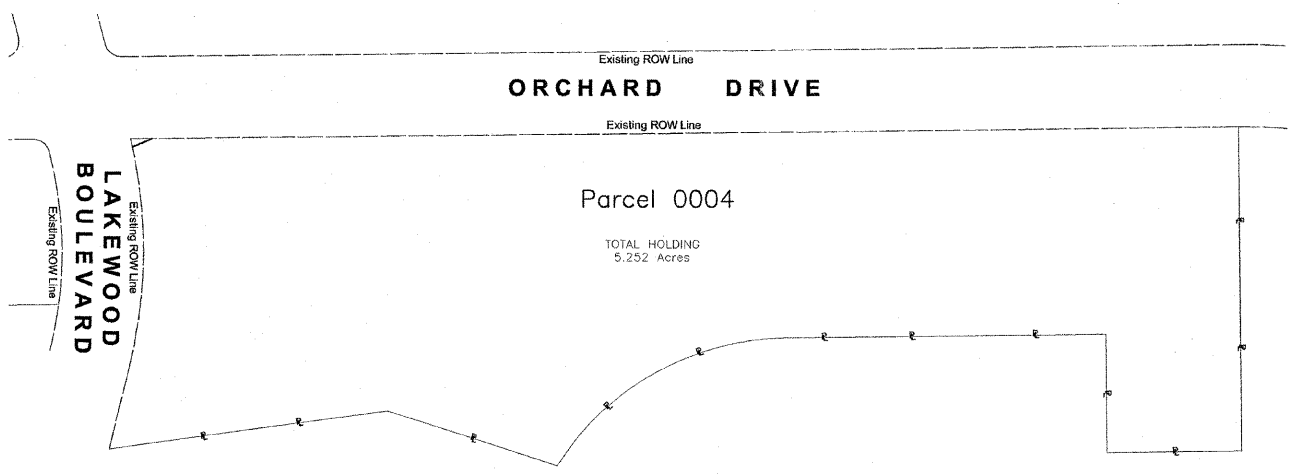 Existing ROW Line
ORCHARD DRIVE
Existing ROW Line
LAKEWOOD
BOULEVARD
Existing ROW Line
Existing ROW Line
Parcel 0004
TOTAL HOLDING
5.252 Acres